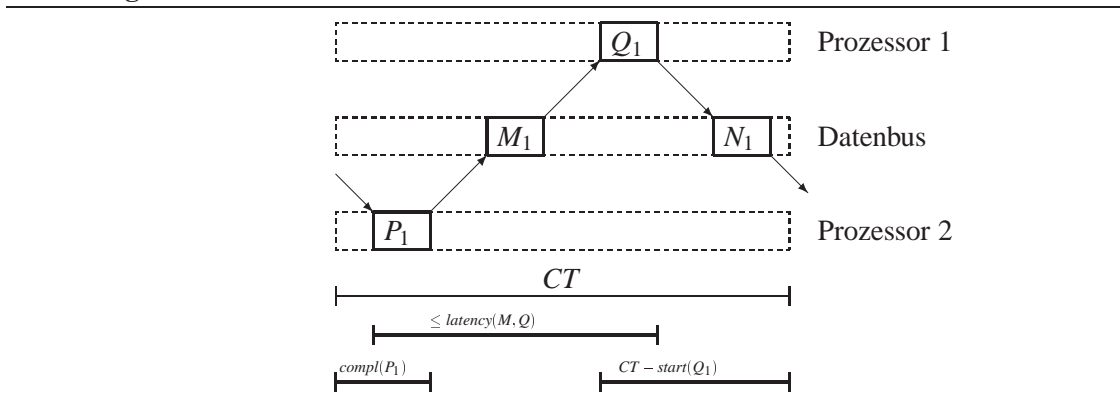 Q1 Prozessor 1
M1 N1 Datenbus
P1 Prozessor 2
CT
≤ latency(M, Q)
compl(P1) CT − start(Q1)